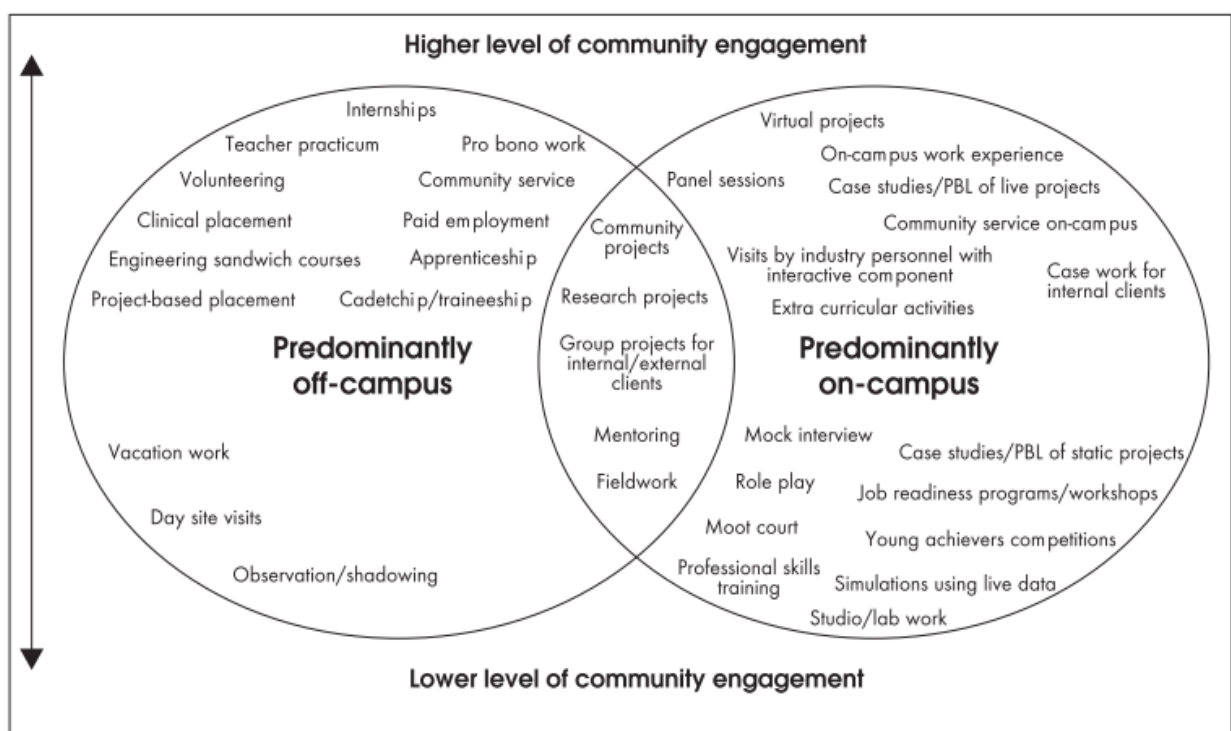 Higher level of community engagement
Internships
Teacher practicum
Pro bono work
Volunteering
Community service
Clinical placement
Paid employment
Engineering sandwich courses
Apprenticeship
Project-based placement
Cadetchip/traineeship
Predominantly
off-campus
Vacation work
Day site visits
Observation/shadowing
Community
projects
Research projects
Group projects for
internal/external
clients
Mentoring
Fieldwork
Virtual projects
On-campus work experience
Panel sessions
Case studies/PBL of live projects
Community service on-campus
Visits by industry personnel with
interactive component
Case work for
internal clients
Extra curricular activities
Predominantly
on-campus
Mock interview
Case studies/PBL of static projects
Role play
Job readiness programs/workshops
Moot court
Young achievers competitions
Professional skills
training
Simulations using live data
Studio/lab work
Lower level of community engagement